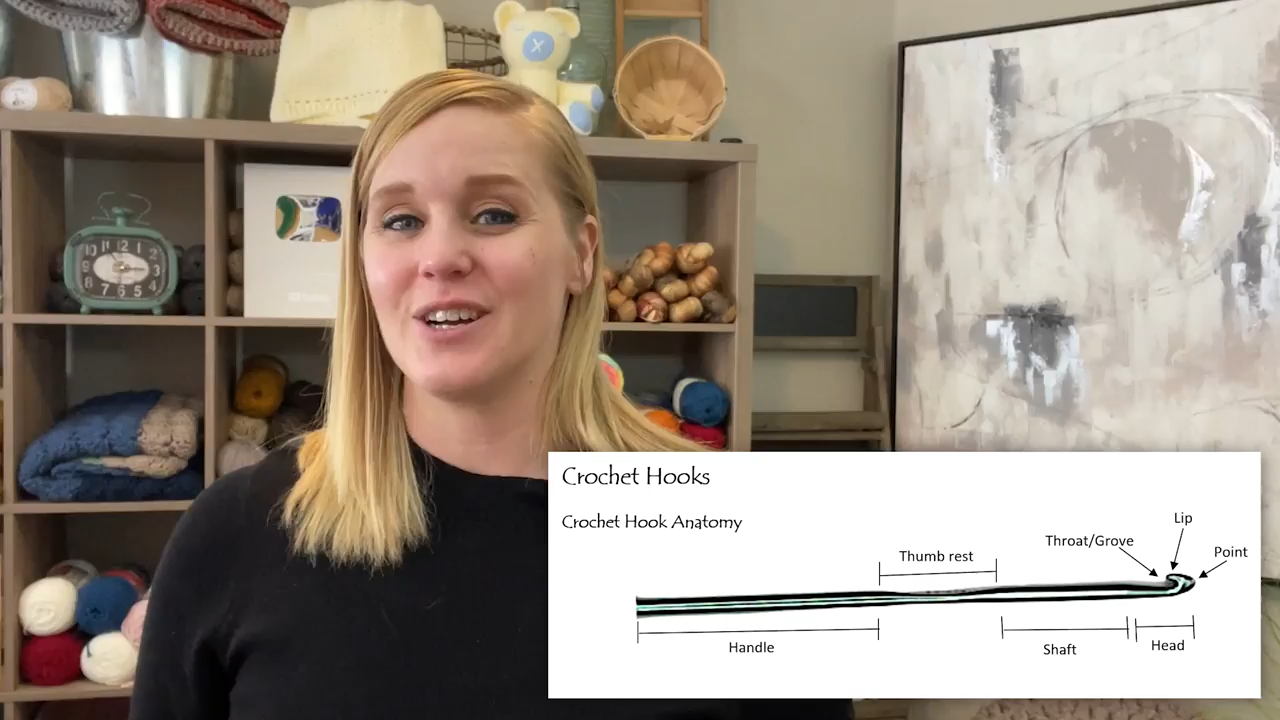 Crochet Hooks
Crochet Hook Anatomy
Lip
Throat/Grove
Point
Thumb rest
Handle
Shaft
Head